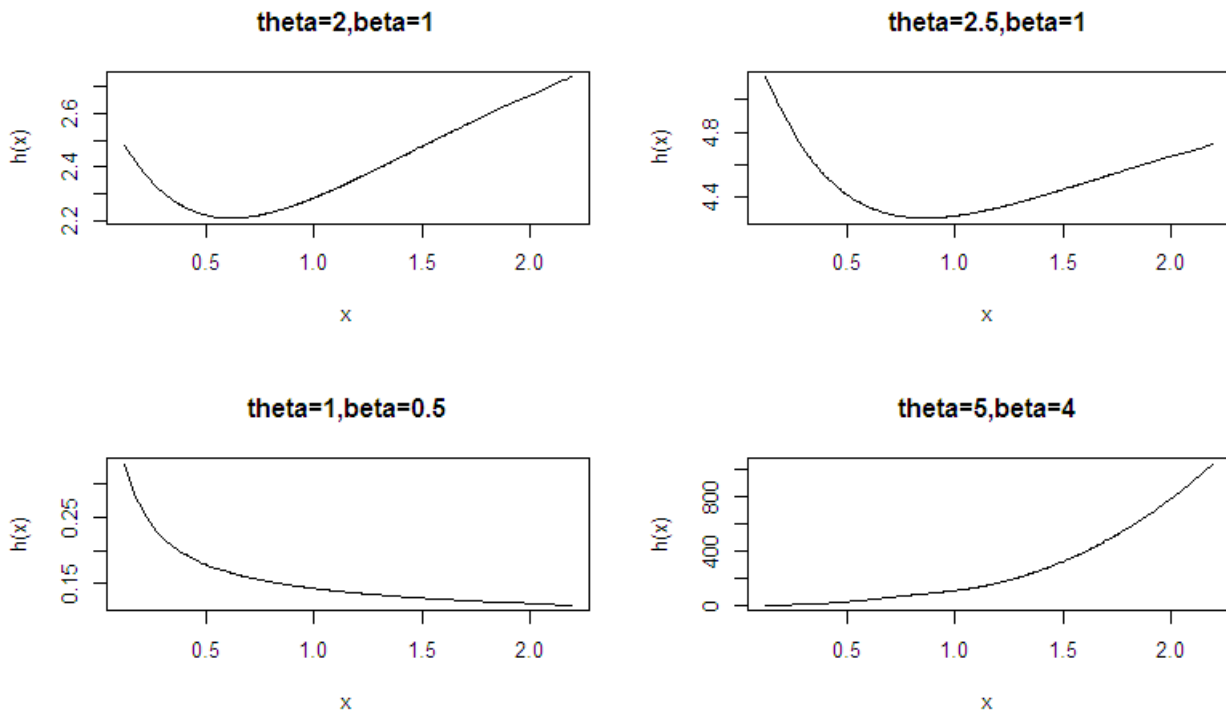 theta=2,beta=1
h(x)
2.2 2.4 2.6
0.5 1.0 1.5 2.0
x
theta=2.5,beta=1
h(x)
4.4 4.8
0.5 1.0 1.5 2.0
x
theta=1,beta=0.5
h(x)
0.15 0.25
0.5 1.0 1.5 2.0
x
theta=5,beta=4
h(x)
0 400 800
0.5 1.0 1.5 2.0
x